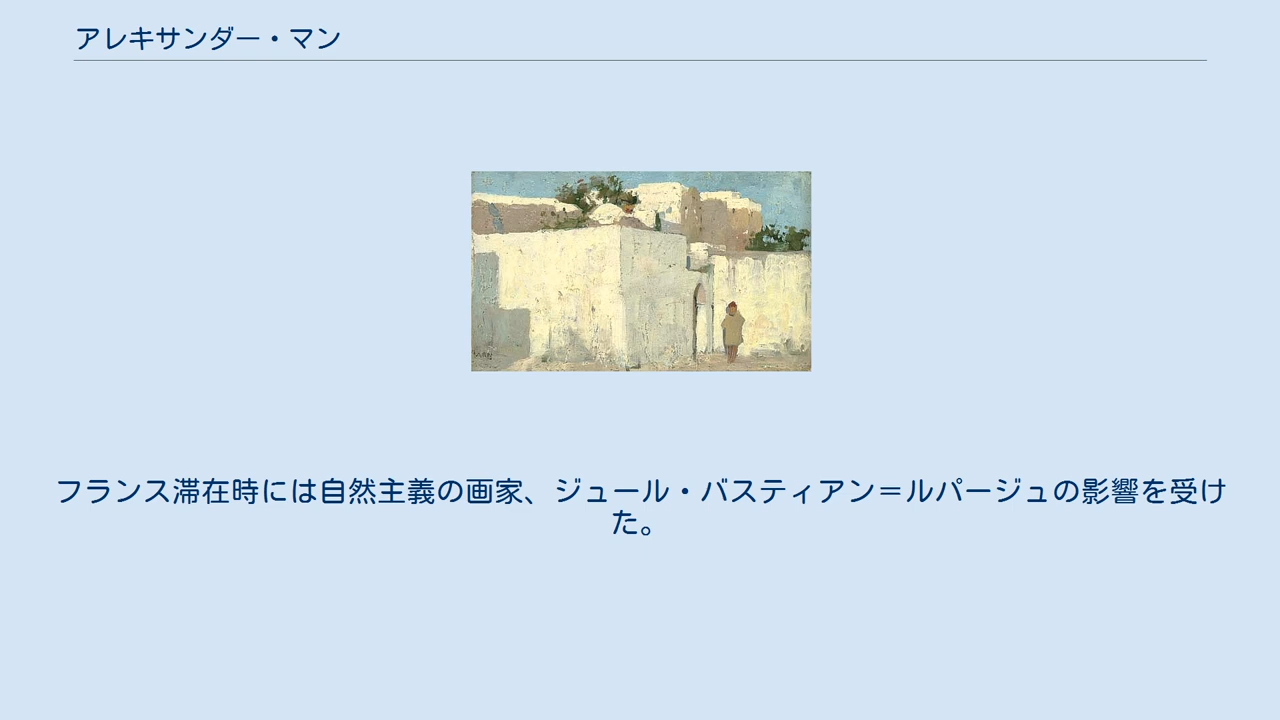 アレキサンダー・マン
フランス滞在時には自然主義の画家、ジュール・バスティアン＝ルパージュの影響を受け
た。